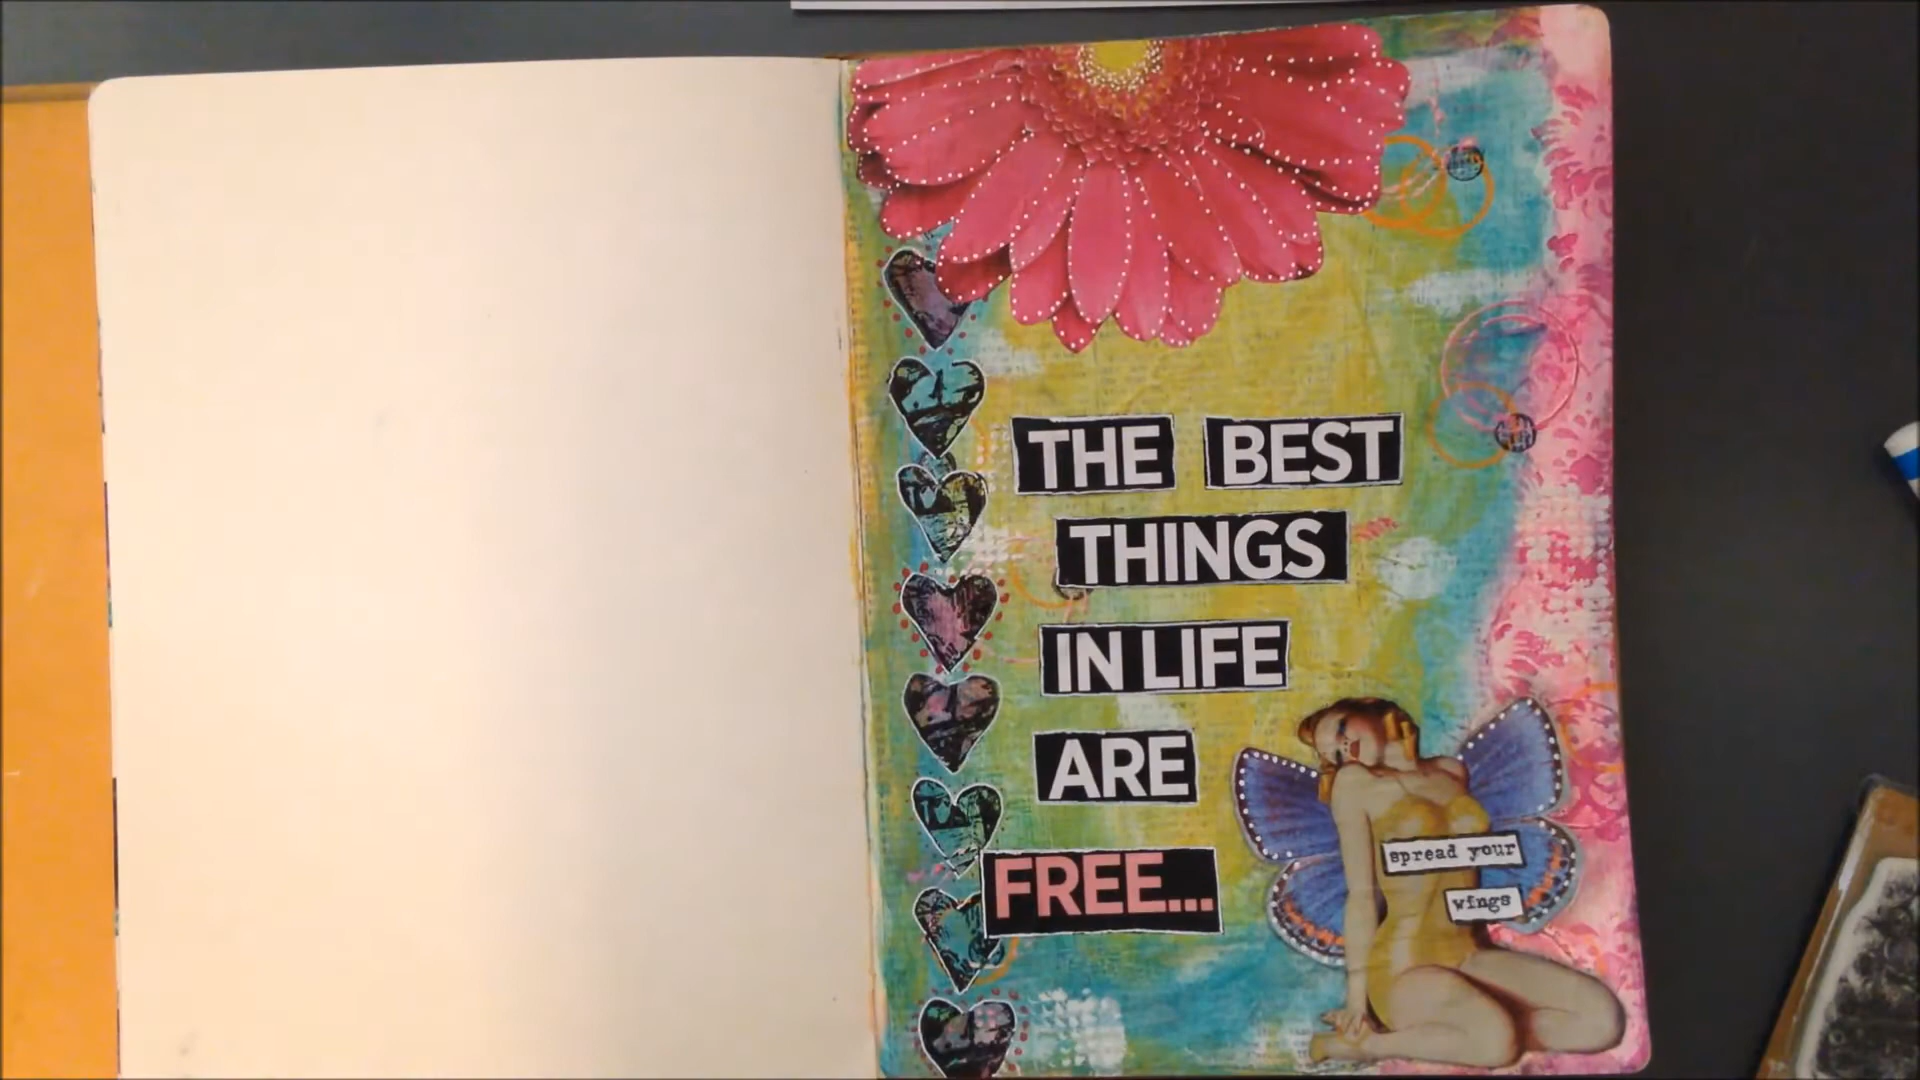 THE BEST
THINGS
IN LIFE
ARE
FREE...
spread your
wings